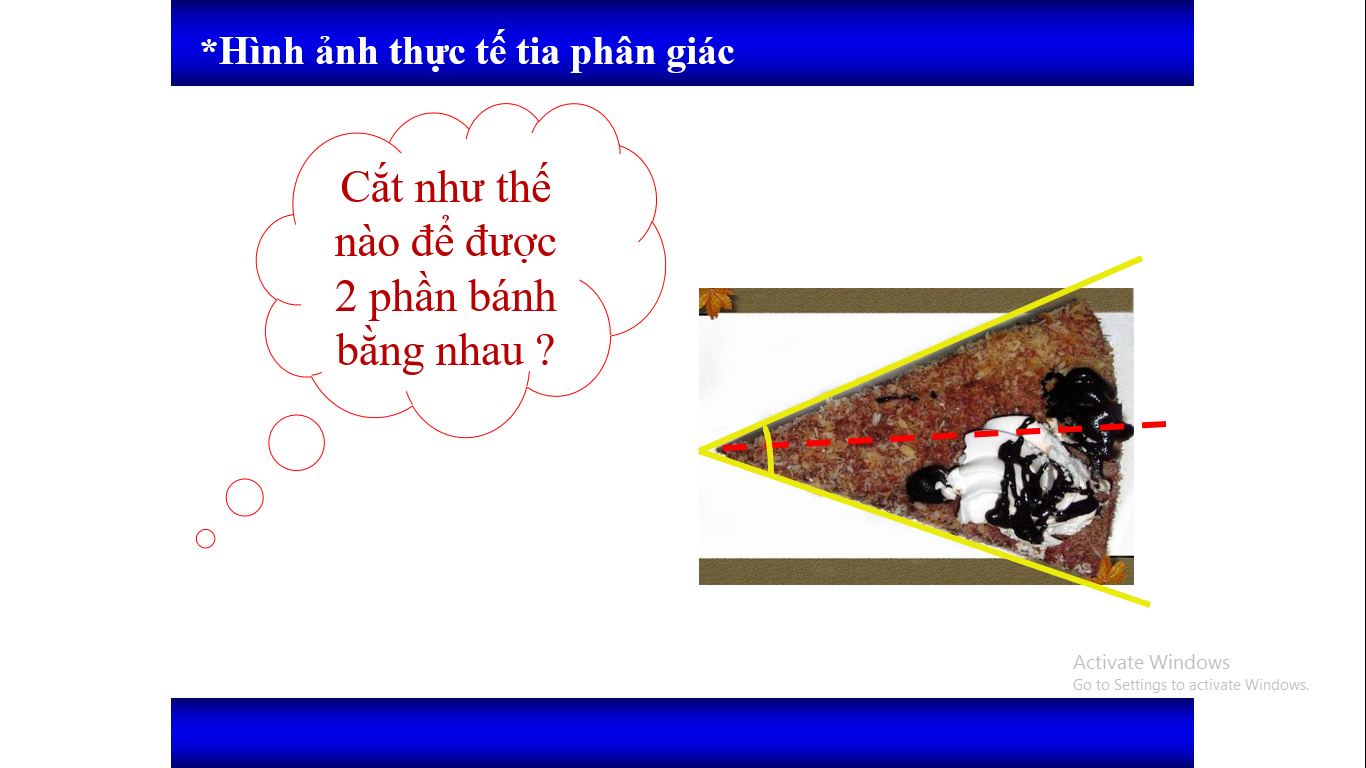 *Hình ảnh thực tế tia phân giác
Cắt như thế
nào để được
2 phần bánh
bằng nhau ?
Activate Windows
Go to Settings to activate Windows.